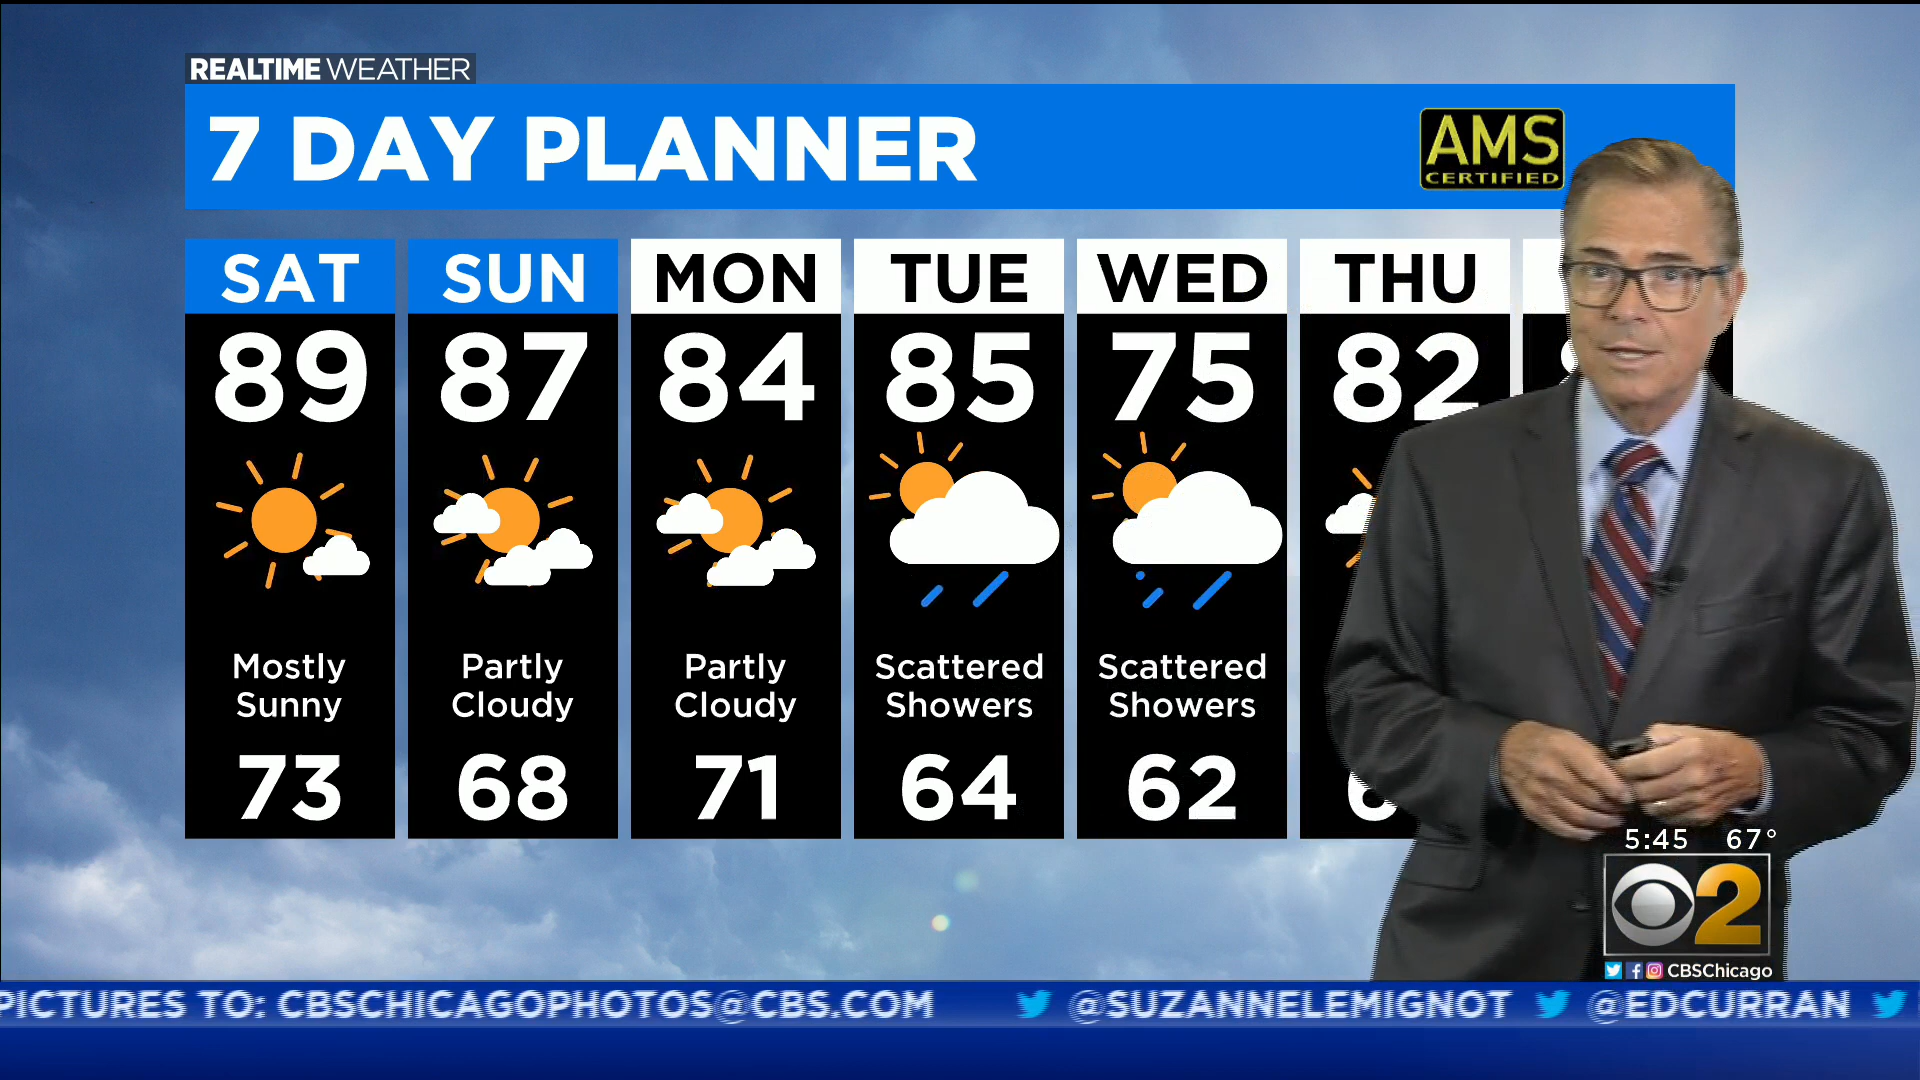 REALTIME WEATHER
7 DAY PLANNER
AMS
CERTIFIED
SAT SUN MON TUE WED THU
89 87 84 85 75 82
Mostly Sunny
Partly Cloudy
Partly Cloudy
Scattered Showers
Scattered Showers
73 68 71 64 62
5:45 67°
2
CBSChicago
PICTURES TO: CBSCHICAGOPHOTOS@CBS.COM @SUZANNELEMIGNOT @EDCURRAN